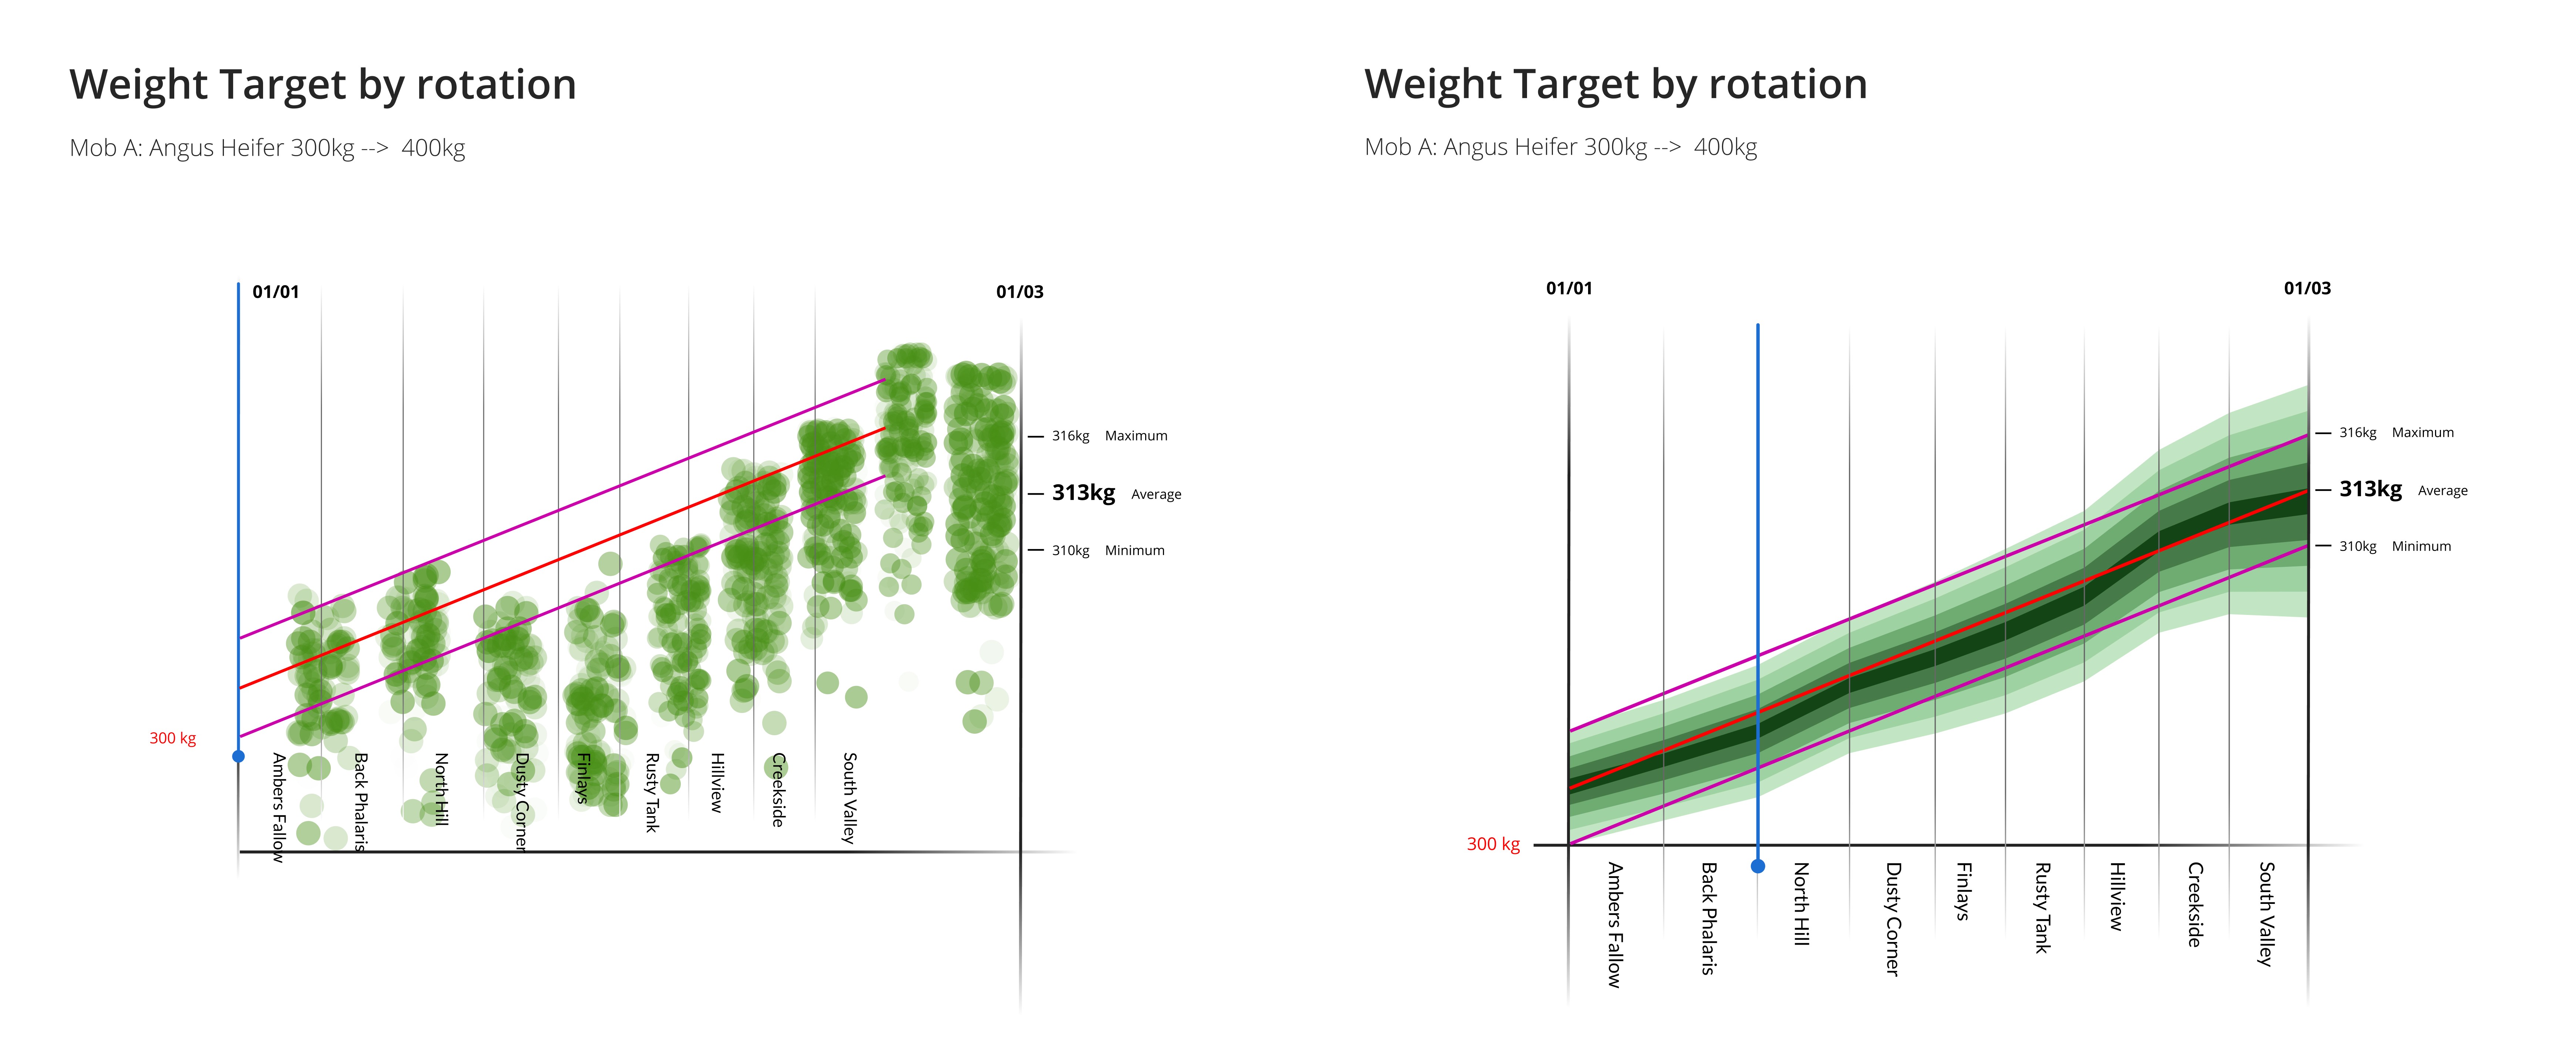 Weight Target by rotation
Mob A: Angus Heifer 300kg --> 400kg
01/01
01/03
316kg Maximum
313kg Average
310kg Minimum
300 kg
Ambers Fallow
Back Phalaris
North Hill
Dusty Corner
Finlays
Rusty Tank
Hillview
Creekside
South Valley
Weight Target by rotation
Mob A: Angus Heifer 300kg --> 400kg
01/01
01/03
316kg Maximum
313kg Average
310kg Minimum
300 kg
Ambers Fallow
Back Phalaris
North Hill
Dusty Corner
Finlays
Rusty Tank
Hillview
Creekside
South Valley